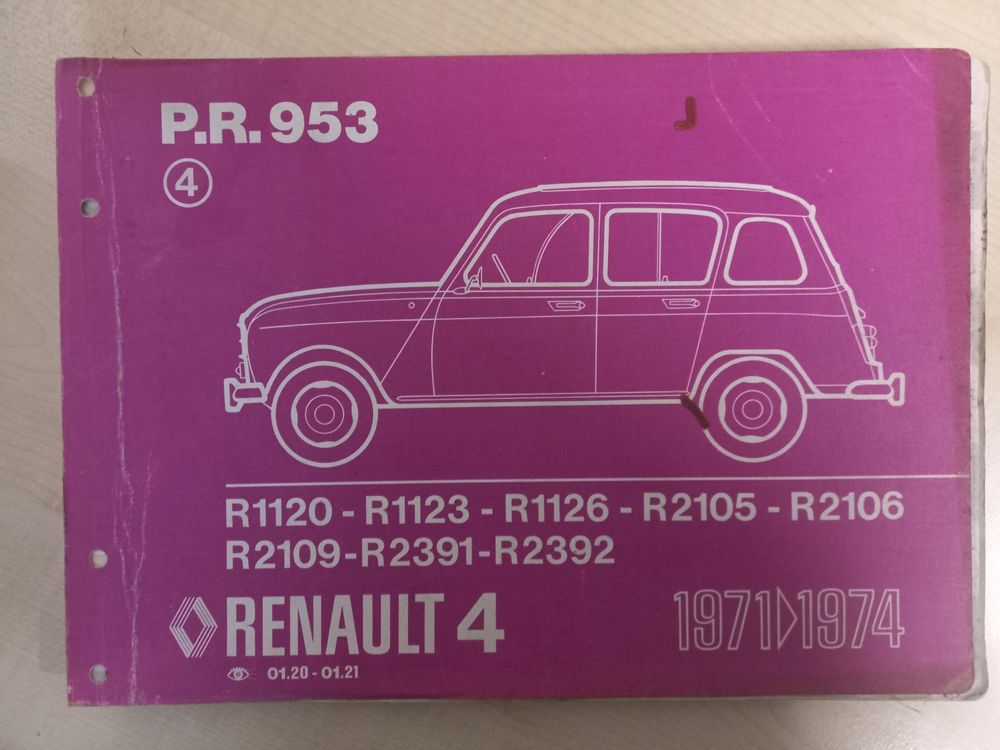 P.R. 953
4
R1120 - R1123 - R1126 - R2105 - R2106
R2109-R2391-R2392
RENAULT 4
1971▷1974
01.20 - 01.21